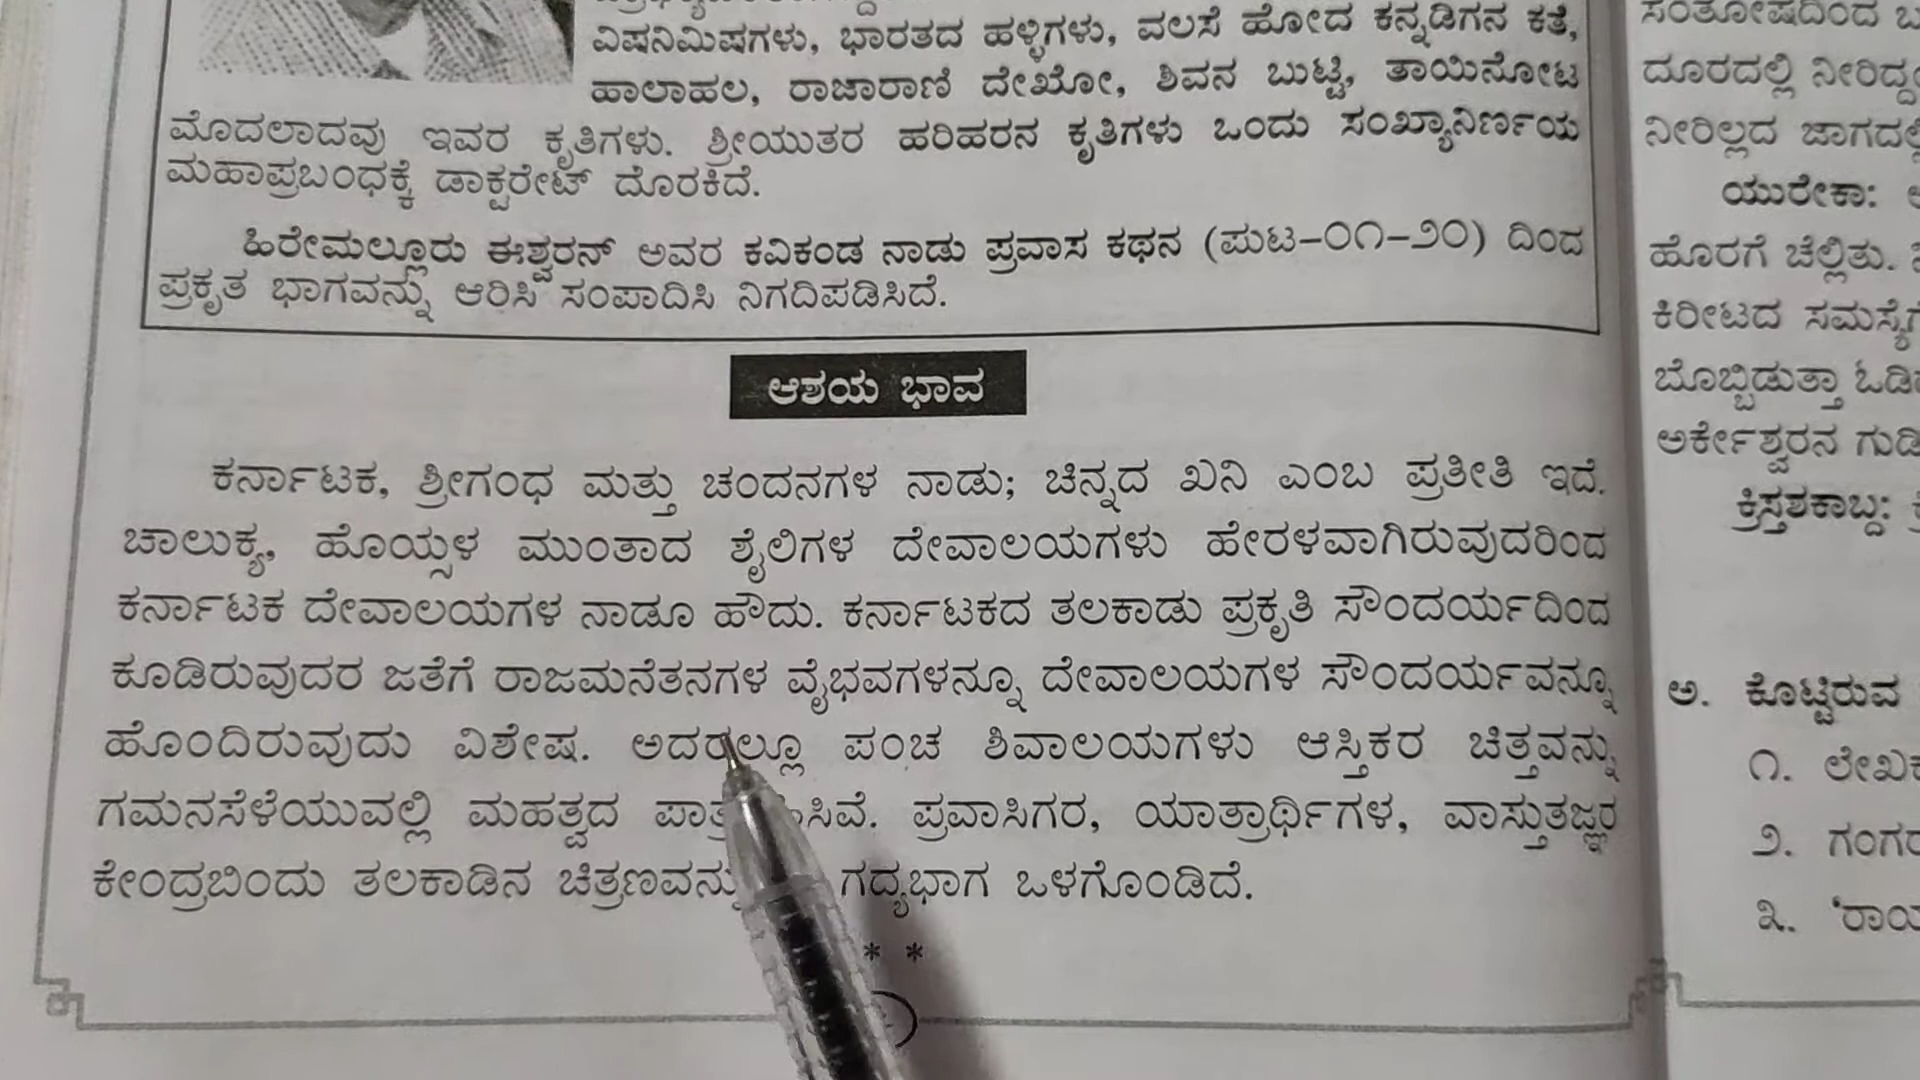 ವಿಷನಿಮಿಷಗಳು, ಭಾರತದ ಹಳ್ಳಿಗಳು, ವಲಸೆ ಹೋದ ಕನ್ನಡಿಗನ ಕತೆ,
ಹಾಲಾಹಲ, ರಾಜಾರಾಣಿ ದೇಖೋ, ಶಿವನ ಬುಟ್ಟಿ, ತಾಯಿನೋಟ
ಮೊದಲಾದವು ಇವರ ಕೃತಿಗಳು. ಶ್ರೀಯುತರ ಹರಿಹರನ ಕೃತಿಗಳು ಒಂದು ಸಂಖ್ಯಾನಿರ್ಣಯ
ಮಹಾಪ್ರಬಂಧಕ್ಕೆ ಡಾಕ್ಟರೇಟ್ ದೊರಕಿದೆ.
ಹಿರೇಮಲ್ಲೂರು ಈಶ್ವರನ್ ಅವರ ಕವಿಕಂಡ ನಾಡು ಪ್ರವಾಸ ಕಥನ (ಪುಟ–೦೧–೨೦) ದಿಂದ
ಪ್ರಕೃತ ಭಾಗವನ್ನು ಆರಿಸಿ ಸಂಪಾದಿಸಿ ನಿಗದಿಪಡಿಸಿದೆ.
ಆಶಯ ಭಾವ
ಕರ್ನಾಟಕ, ಶ್ರೀಗಂಧ ಮತ್ತು ಚಂದನಗಳ ನಾಡು; ಚಿನ್ನದ ಖನಿ ಎಂಬ ಪ್ರತೀತಿ ಇದೆ.
ಚಾಲುಕ್ಯ, ಹೊಯ್ಸಳ ಮುಂತಾದ ಶೈಲಿಗಳ ದೇವಾಲಯಗಳು ಹೇರಳವಾಗಿರುವುದರಿಂದ
ಕರ್ನಾಟಕ ದೇವಾಲಯಗಳ ನಾಡೂ ಹೌದು. ಕರ್ನಾಟಕದ ತಲಕಾಡು ಪ್ರಕೃತಿ ಸೌಂದರ್ಯದಿಂದ
ಕೂಡಿರುವುದರ ಜತೆಗೆ ರಾಜಮನೆತನಗಳ ವೈಭವಗಳನ್ನೂ ದೇವಾಲಯಗಳ ಸೌಂದರ್ಯವನ್ನೂ
ಹೊಂದಿರುವುದು ವಿಶೇಷ. ಅದರಲ್ಲೂ ಪಂಚ ಶಿವಾಲಯಗಳು ಆಸ್ತಿಕರ ಚಿತ್ತವನ್ನು
ಗಮನಸೆಳೆಯುವಲ್ಲಿ ಮಹತ್ವದ ಪ್ರವಾಸಿಗರ, ಯಾತ್ರಾರ್ಥಿಗಳ, ವಾಸ್ತುತಜ್ಞರ
ಕೇಂದ್ರಬಿಂದು ತಲಕಾಡಿನ ಚಿತ್ರಣವನ್ನು ಗದ್ಯಭಾಗ ಒಳಗೊಂಡಿದೆ.
* *
ಸಂತೋಷದಿಂದ
ದೂರದಲ್ಲಿ
ನೀರಿಲ್ಲದ
ಯುರೇಕಾ:
ಹೊರಗೆ ಚೆಲ್ಲಿತು.
ಕಿರೀಟದ
ಬೊಬ್ಬಿಡುತ್ತಾ
ಅರ್ಕೇಶ್ವರನ
ಕ್ರಿಸ್ತಶಕಾಬ್ದ:
ಅ. ಕೊಟ್ಟಿರುವ
೧.
೨.
೩.